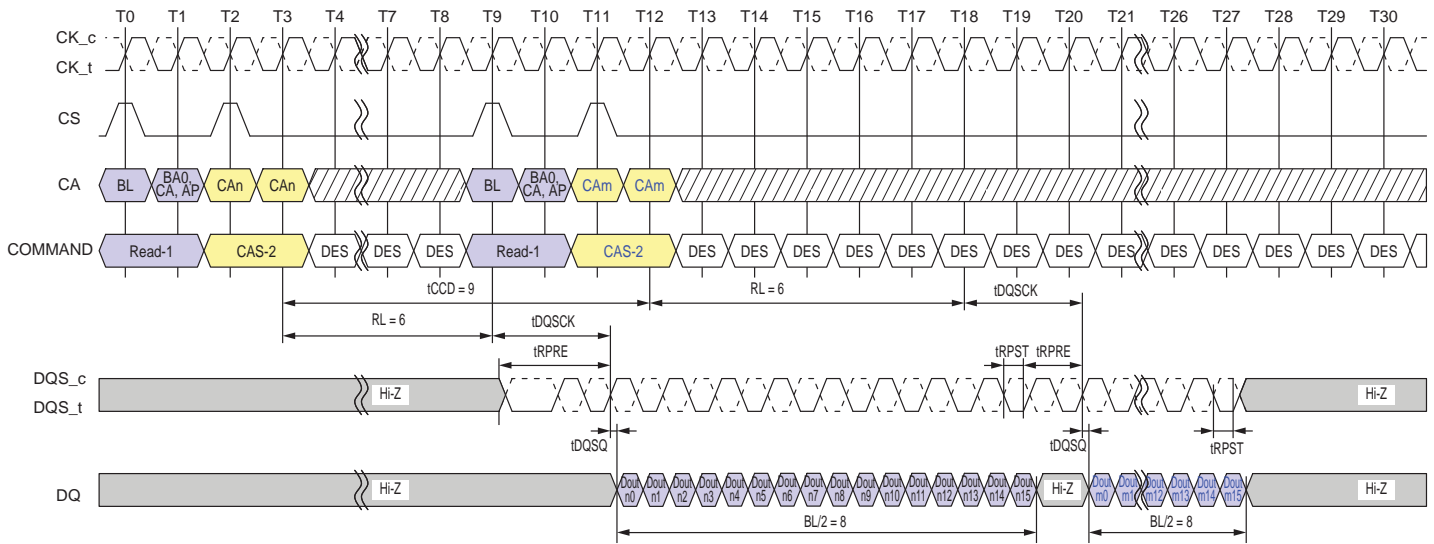 T0 T1 T2 T3 T4 T7 T8 T9 T10 T11 T12 T13 T14 T15 T16 T17 T18 T19 T20 T21 T26 T27 T28 T29 T30
CK_c
CK_t
CS
CA BL BA0, CA, AP CAn CAn BL BA0, CA, AP CAm CAm
COMMAND Read-1 CAS-2 DES DES DES Read-1 CAS-2 DES DES DES DES DES DES DES DES DES DES DES DES DES DES
tCCD = 9 RL = 6 tDQSCK
RL = 6 tDQSCK
tRPRE tRPST tRPRE
DQS_c
DQS_t
Hi-Z Hi-Z
tDQSQ tDQSQ tRPST
DQ Hi-Z Dout n0 Dout n1 Dout n2 Dout n3 Dout n4 Dout n5 Dout n6 Dout n7 Dout n8 Dout n9 Dout n10 Dout n11 Dout n12 Dout n13 Dout n14 Dout n15 Hi-Z Dout m0 Dout m1 Dout m12 Dout m13 Dout m14 Dout m15 Hi-Z
BL/2 = 8 BL/2 = 8